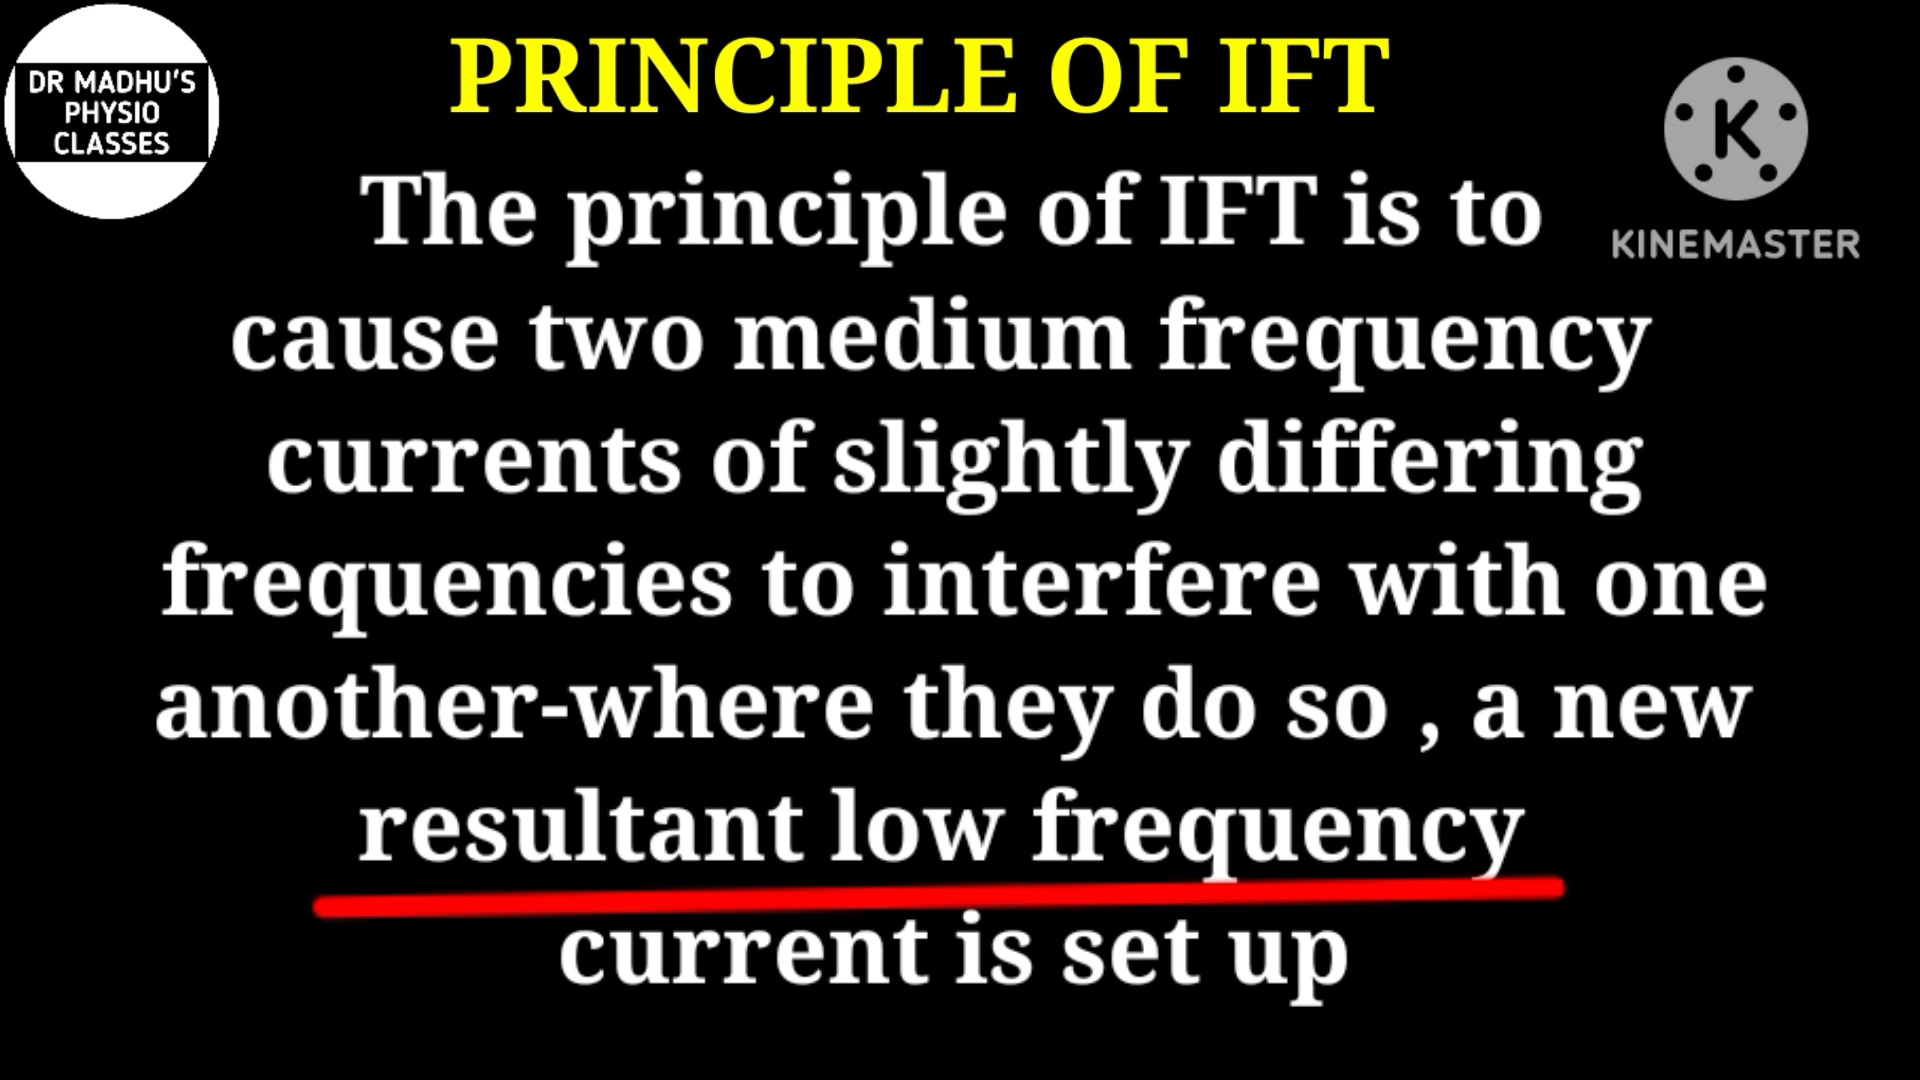 DR MADHU'S
PHYSIO
CLASSES
PRINCIPLE OF IFT
The principle of IFT is to
cause two medium frequency
currents of slightly differing
frequencies to interfere with one
another-where they do so , a new
resultant low frequency
current is set up
K
KINEMASTER